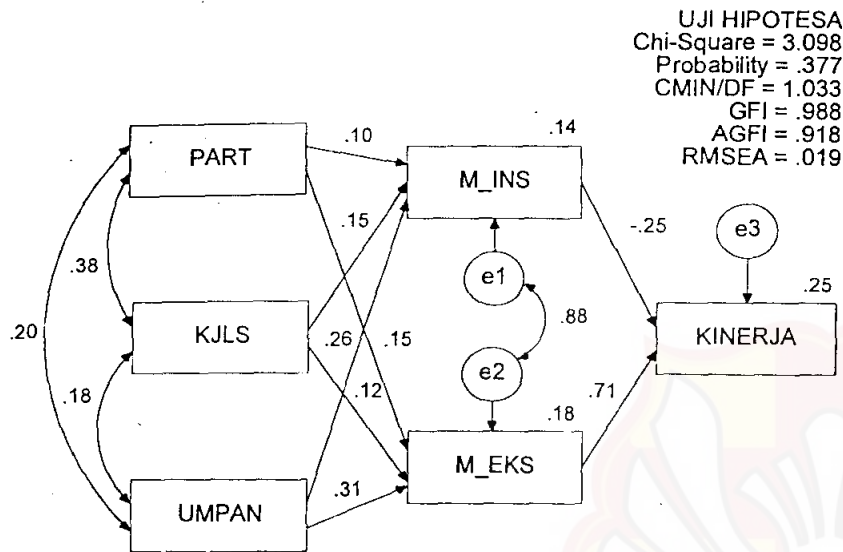 UJI HIPOTESA
Chi-Square = 3.098
Probability = .377
CMIN/DF = 1.033
GFI = .988
AGFI = .918
RMSEA = .019
PART
.10
.14
M_INS
.15
-.25
e3
.38
e1
.25
.20
KJLS
.26
.15
.88
KINERJA
.18
.12
e2
.18
.71
M_EKS
.31
UMPAN